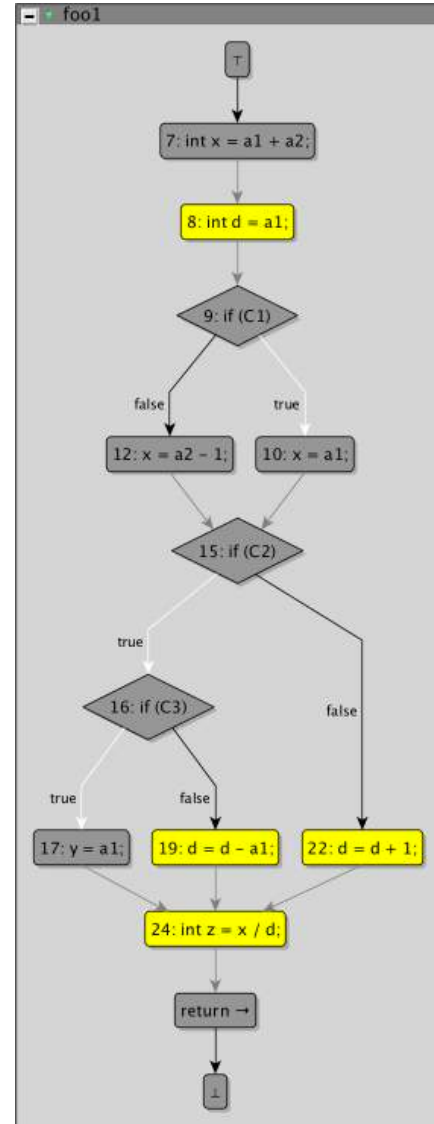 foo1
⊤
7: int x = a1 + a2;
8: int d = a1;
9: if (C1)
false
true
12: x = a2 - 1;
10: x = a1;
15: if (C2)
true
16: if (C3)
false
true
false
17: y = a1;
19: d = d - a1;
22: d = d + 1;
24: int z = x / d;
return →
⊥